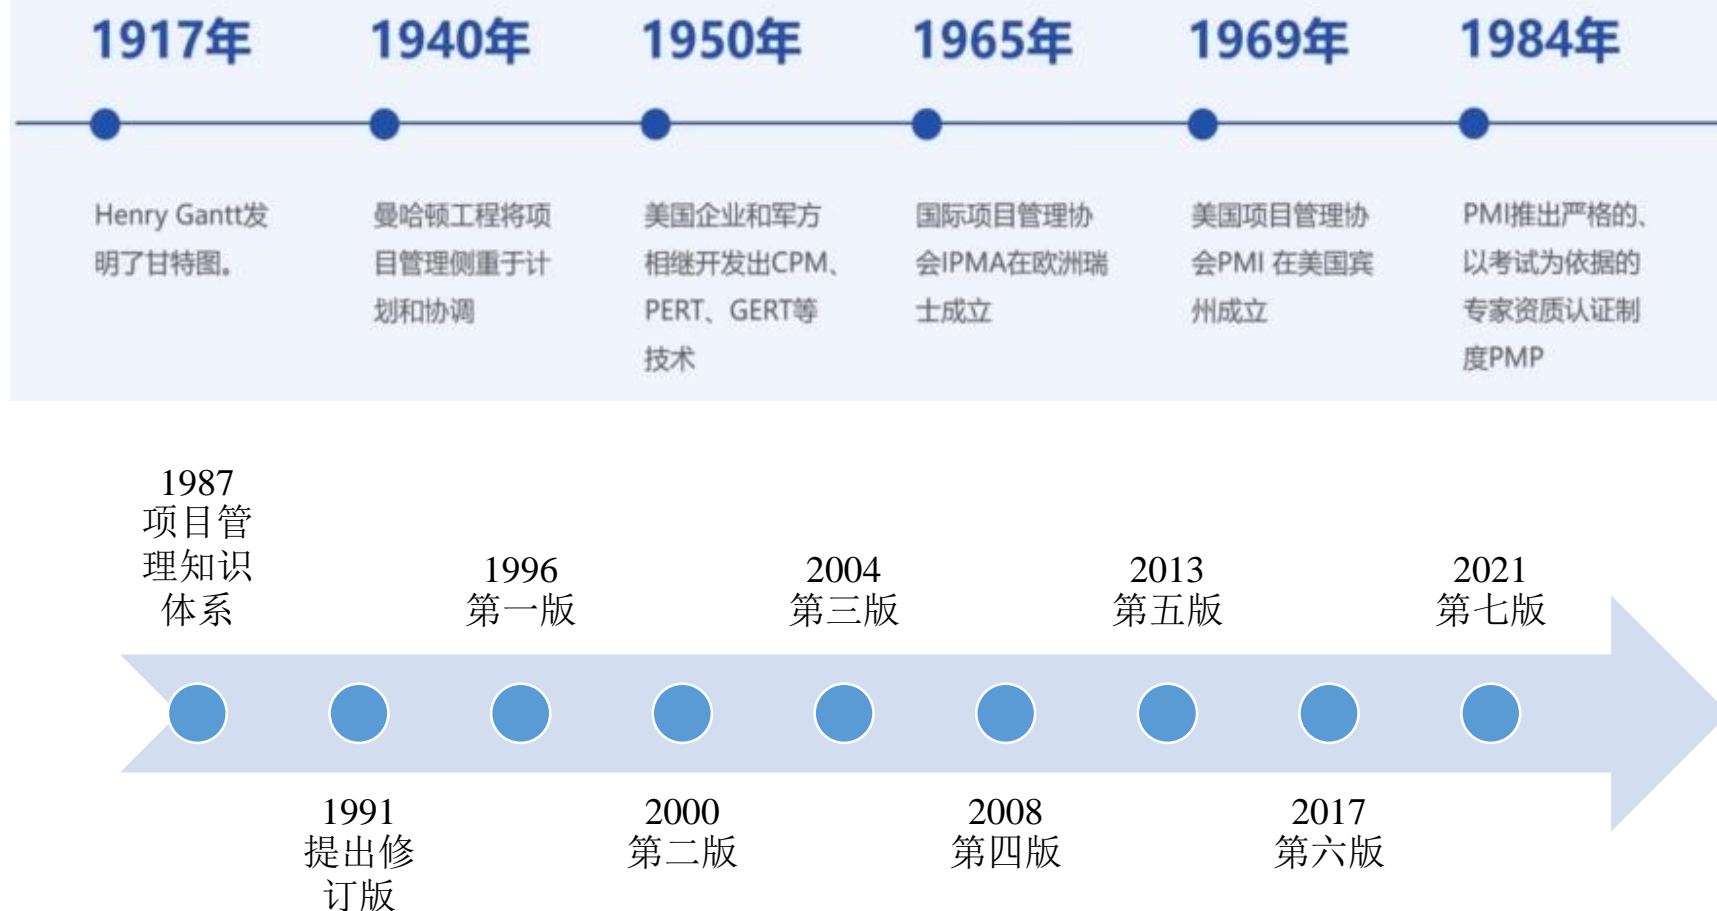 1917年
Henry Gantt发
明了甘特图。
1940年
曼哈顿工程将项
目管理侧重于计
划和协调
1950年
美国企业和军方
相继开发出CPM、
PERT、GERT等
技术
1965年
国际项目管理协
会IPMA在欧洲瑞
士成立
1969年
美国项目管理协
会PMI 在美国宾
州成立
1984年
PMI推出严格的、
以考试为依据的
专家资质认证制
度PMP
1987
项目管
理知识
体系
1991
提出修
订版
1996
第一版
2000
第二版
2004
第三版
2008
第四版
2013
第五版
2017
第六版
2021
第七版